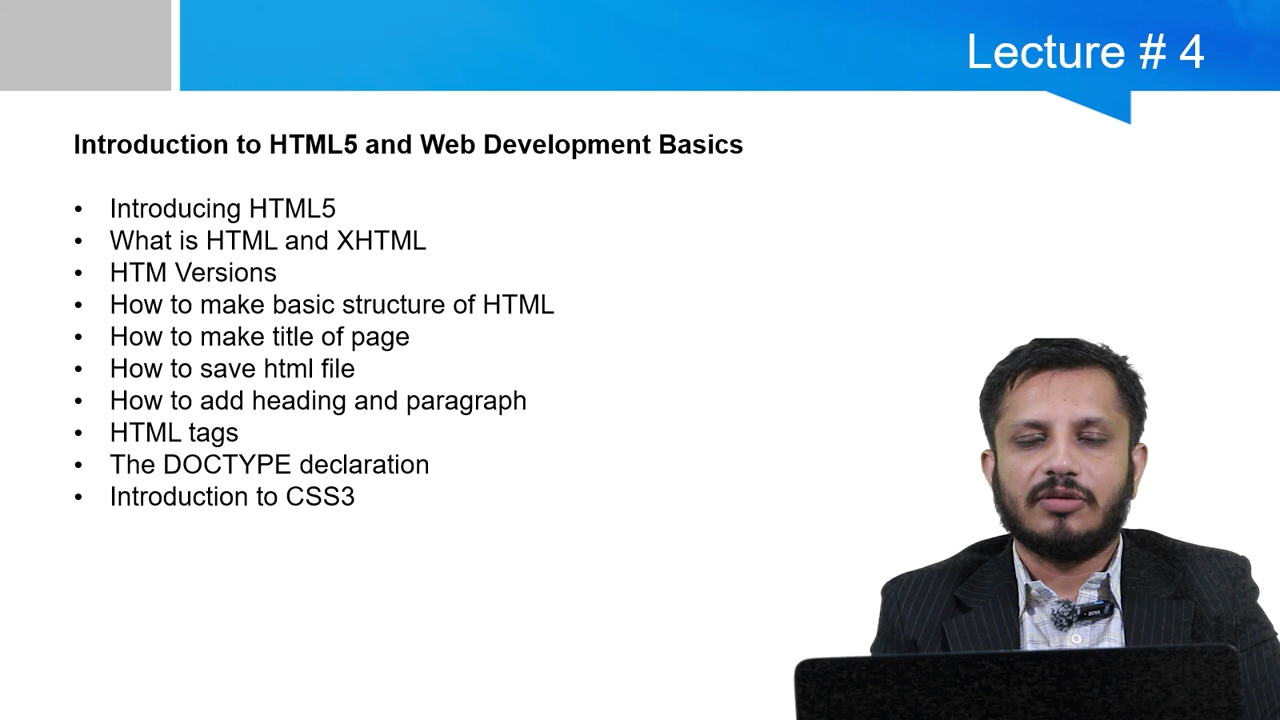 Lecture # 4
Introduction to HTML5 and Web Development Basics
• Introducing HTML5
• What is HTML and XHTML
• HTM Versions
• How to make basic structure of HTML
• How to make title of page
• How to save html file
• How to add heading and paragraph
• HTML tags
• The DOCTYPE declaration
• Introduction to CSS3
BOYA